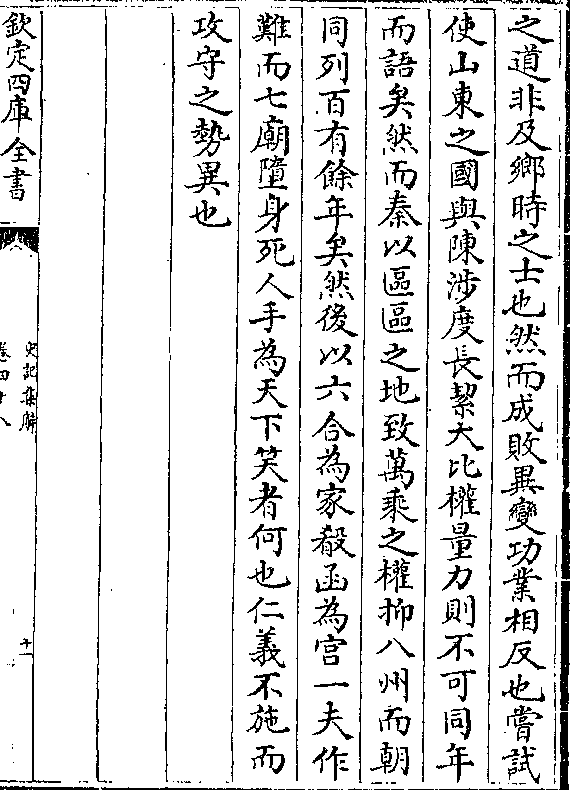 之道非及鄉時之士也然而成敗異變功業相反也嘗試
使山東之國與陳涉度長絜大比權量力則不可同年
而語矣然而秦以區區之地致萬乘之權抑八州而朝
同列百有餘年矣然後以六合為家殽函為宫一夫作
難而七廟墮身死人手為天下笑者何也仁義不施而
攻守之勢異也
欽定四庫全書
史記集解
卷四十八
十一